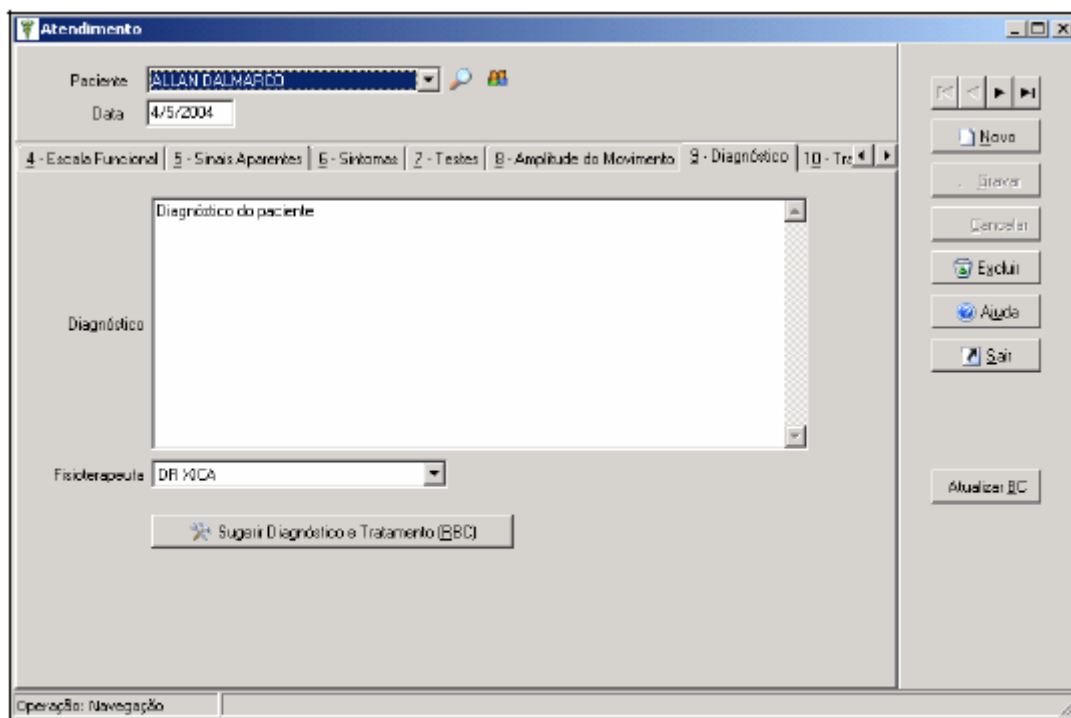 Atendimento
Paciente ALLAN DALMARCO
Data 4/5/2004
4 - Escala Funcional 5 - Sinais Aparentes 6 - Sintomas 7 - Testes 8 - Amplitude do Movimento 9 - Diagnóstico 10 - Tra
Diagnóstico do paciente
Diagnóstico
Fisioterapeuta DR XICA
Sugerir Diagnóstico e Tratamento (RBC)
Novo
Gravar
Cancelar
Excluir
Ajuda
Sair
Atualizar BC
Operação: Navegação